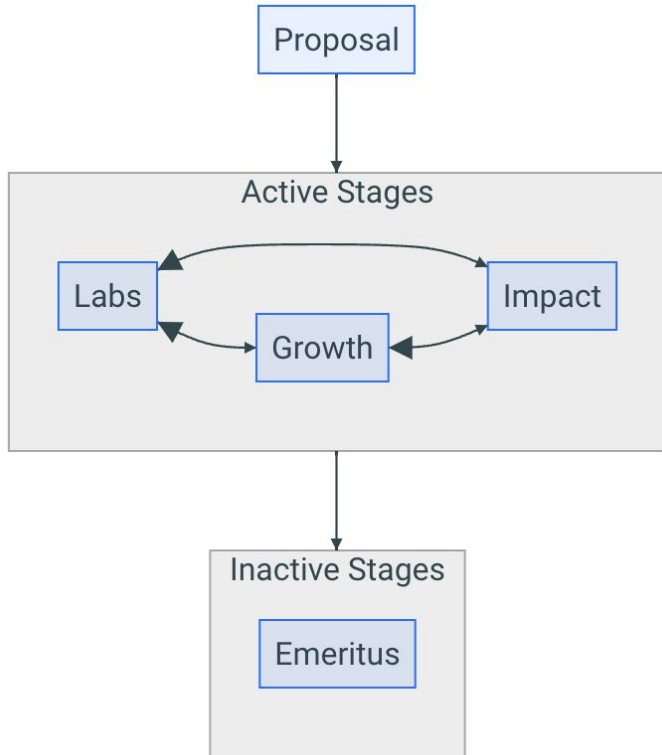 Proposal
Active Stages
Labs
Impact
Growth
Inactive Stages
Emeritus